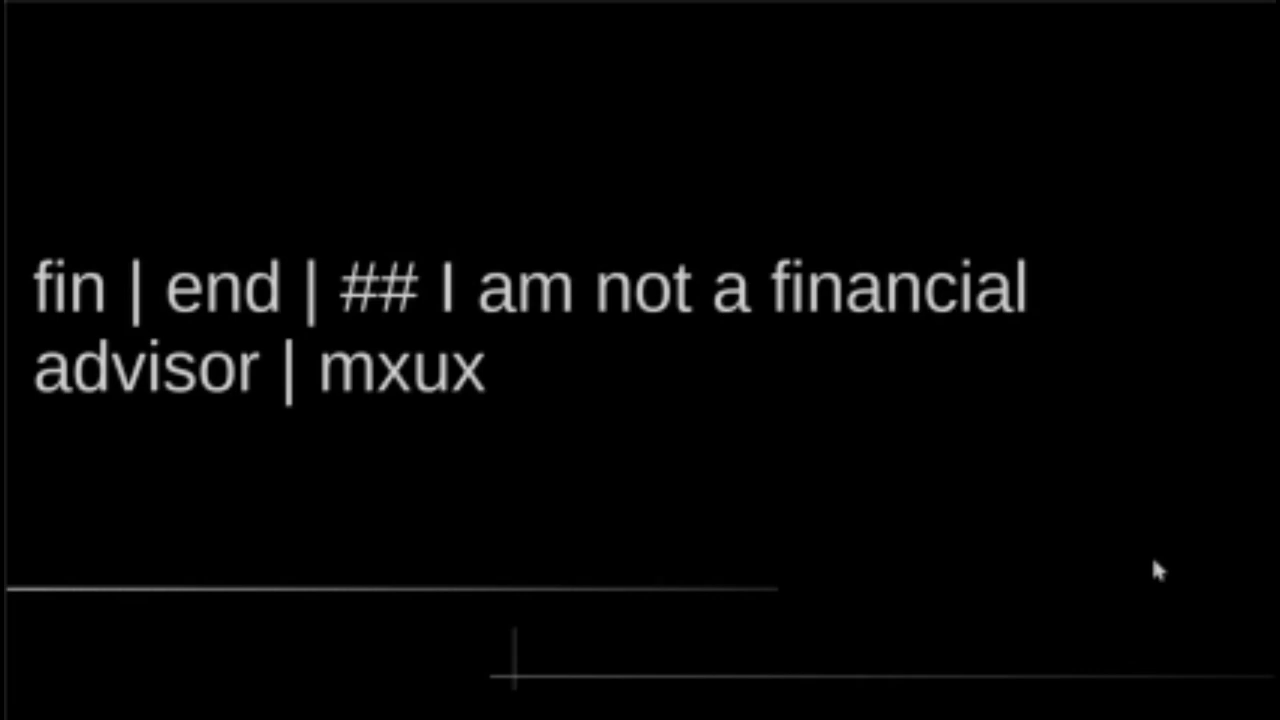 fin | end | ## I am not a financial
advisor | mxux